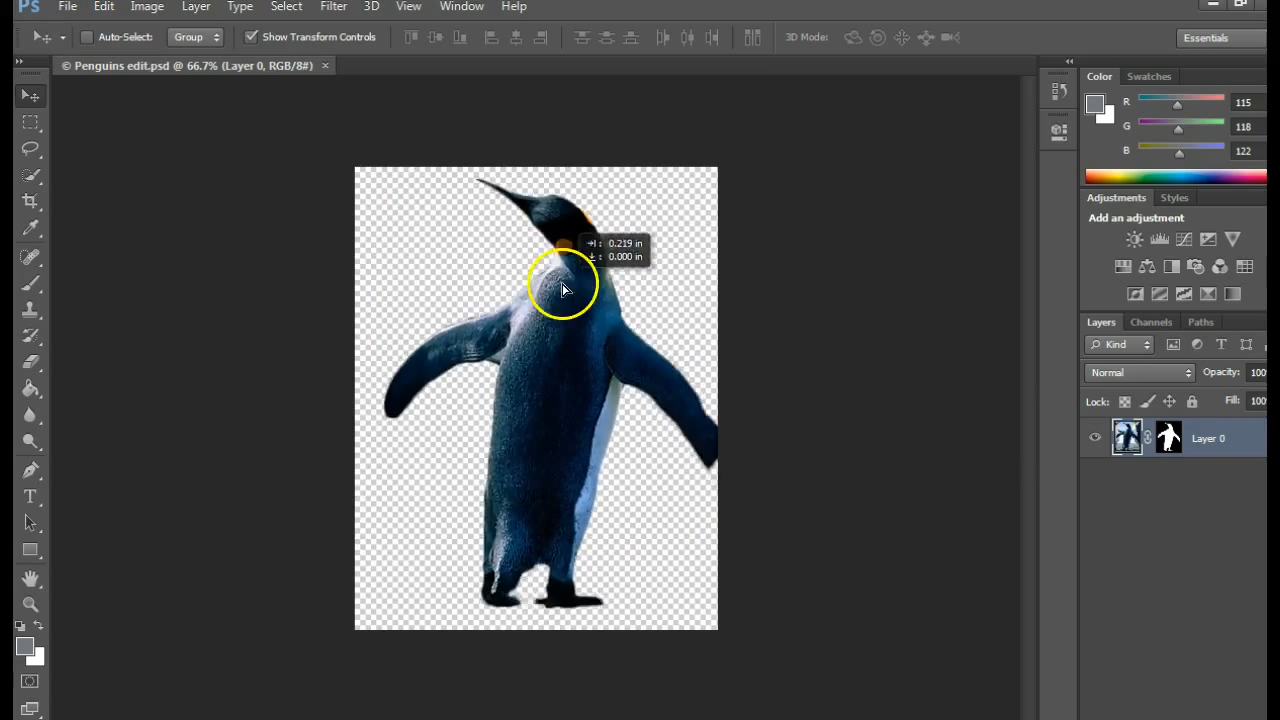 Ps File Edit Image Layer Type Select Filter 3D View Window Help
Auto-Select: Group Show Transform Controls 3D Mode: Essentials
© Penguins edit.psd @ 66.7% (Layer 0, RGB/8#) ×
Color Swatches
R 115
G 118
B 122
Adjustments Styles
Add an adjustment
0.219 in
0.000 in
Layers Channels Paths
Kind
Normal Opacity: 100
Lock: Fill: 100
Layer 0